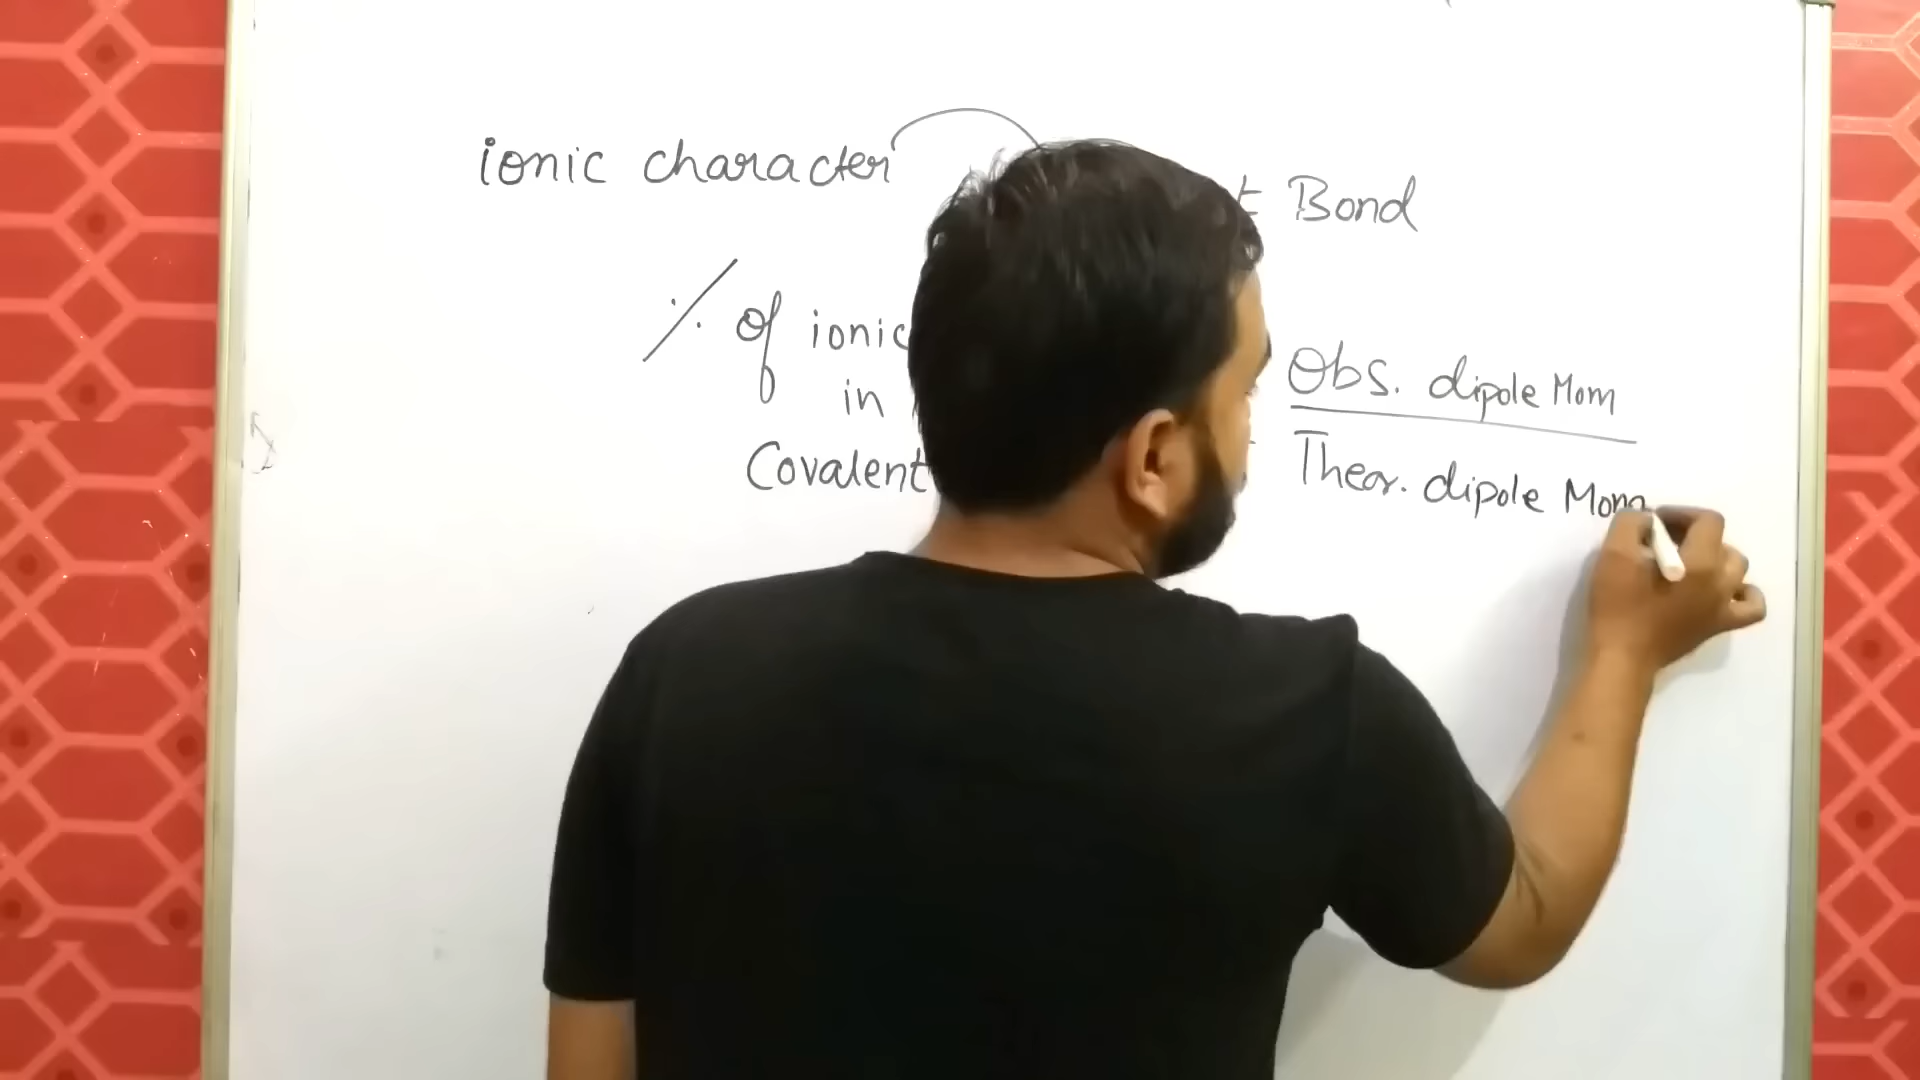 ionic character Bond
% of ionic
in
Covalent
Obs. dipole Mom
Theor. dipole Mom